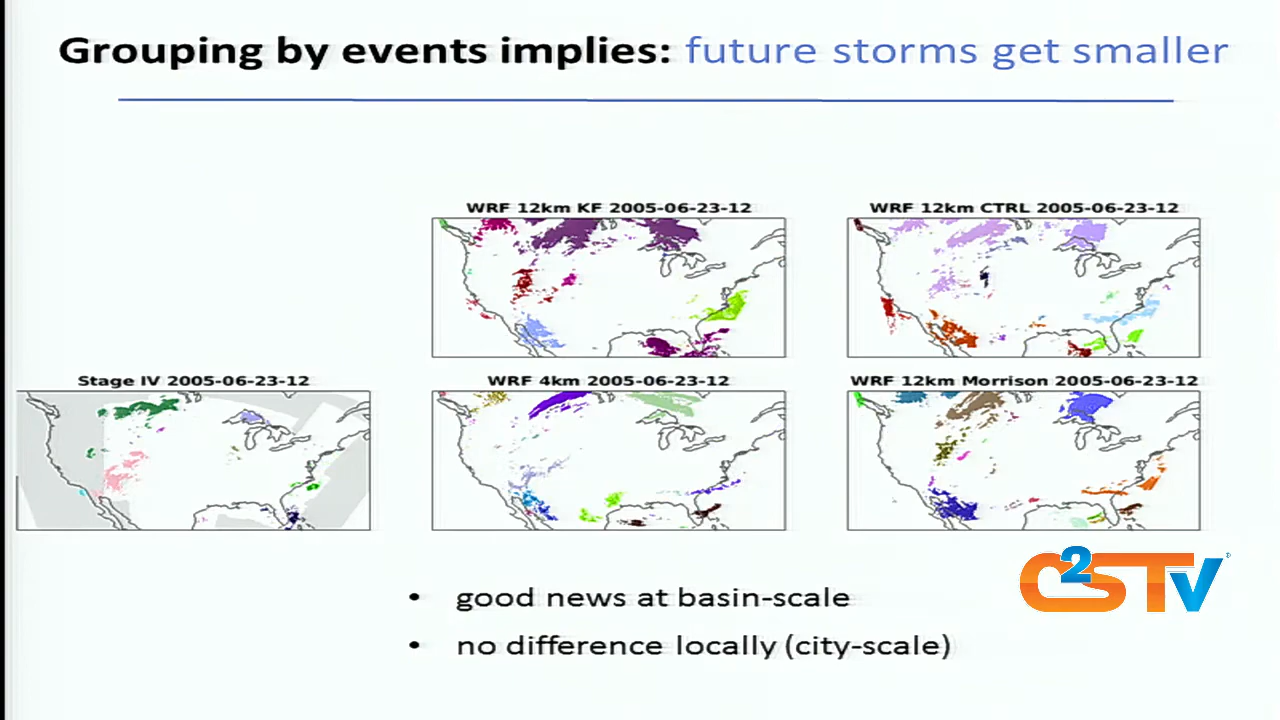 Grouping by events implies: future storms get smaller
WRF 12km KF 2005-06-23-12
WRF 12km CTRL 2005-06-23-12
Stage IV 2005-06-23-12
WRF 4km 2005-06-23-12
WRF 12km Morrison 2005-06-23-12
• good news at basin-scale
• no difference locally (city-scale)
C2STV®